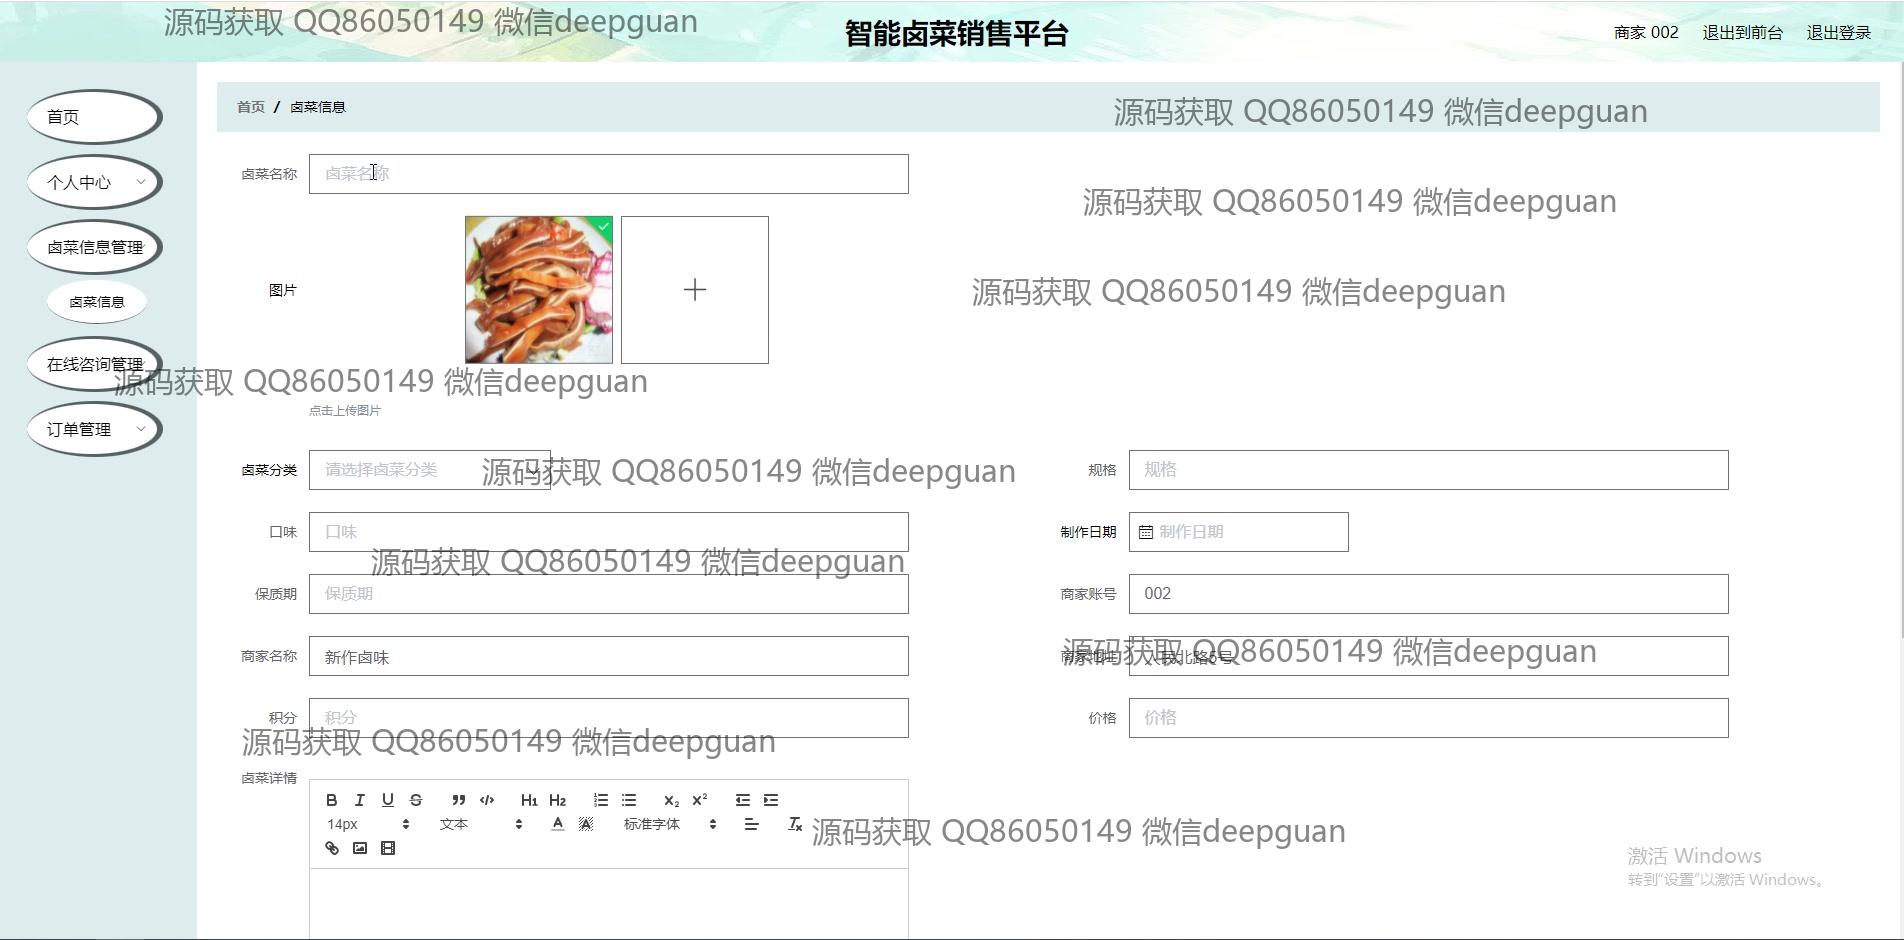 源码获取 QQ86050149 微信deepguan
智能卤菜销售平台
商家 002
退出到前台
退出登录
首页
个人中心
卤菜信息管理
卤菜信息
在线咨询管理
订单管理
首页 / 卤菜信息
源码获取 QQ86050149 微信deepguan
卤菜名称
卤菜名称
源码获取 QQ86050149 微信deepguan
图片
源码获取 QQ86050149 微信deepguan
源码获取 QQ86050149 微信deepguan
点击上传图片
卤菜分类
请选择卤菜分类
源码获取 QQ86050149 微信deepguan
规格
规格
口味
口味
制作日期
制作日期
源码获取 QQ86050149 微信deepguan
保质期
保质期
商家账号
002
商家名称
新作卤味
商家地址
人民北路5号
源码获取 QQ86050149 微信deepguan
积分
积分
价格
价格
源码获取 QQ86050149 微信deepguan
卤菜详情
B I U S H1 H2 X2 X2
14px 文本 A A 标准字体 Tx
源码获取 QQ86050149 微信deepguan
激活 Windows
转到“设置”以激活 Windows。